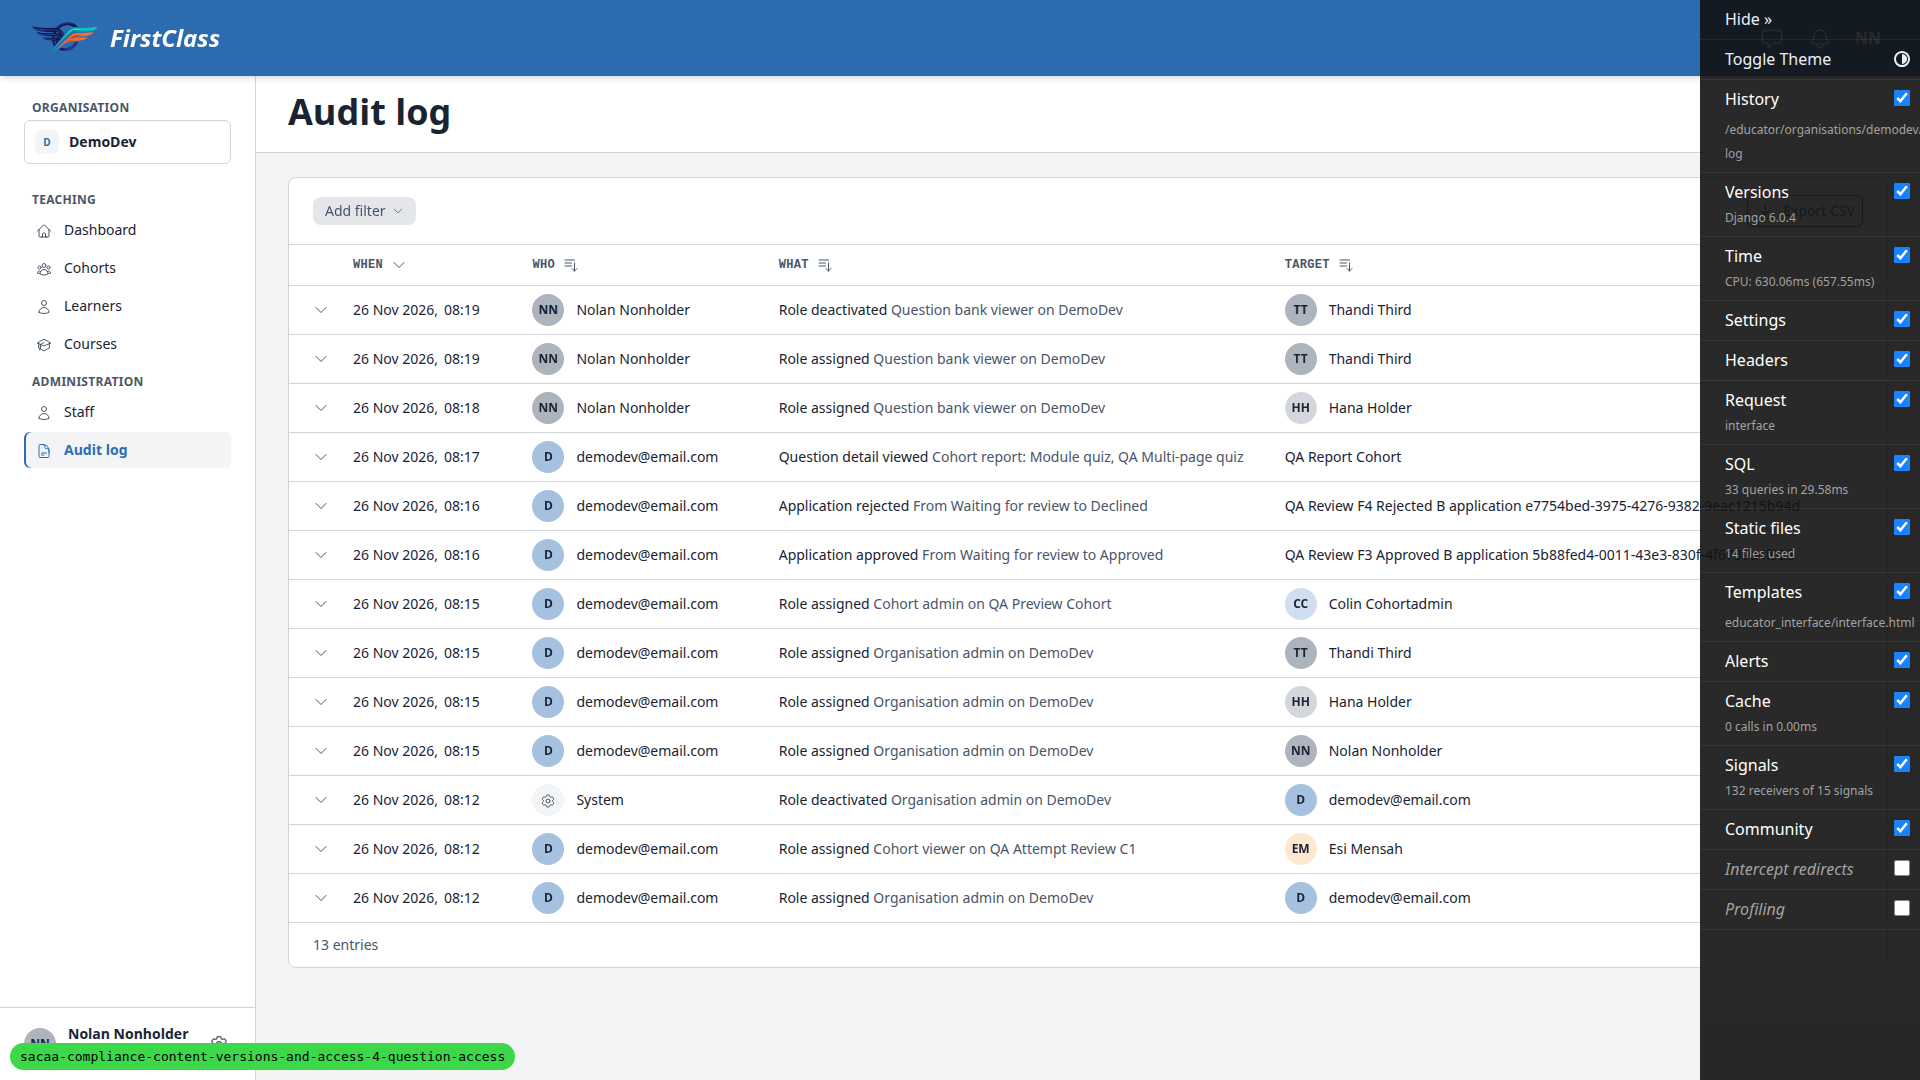 FirstClass
ORGANISATION
D DemoDev
TEACHING
Dashboard
Cohorts
Learners
Courses
ADMINISTRATION
Staff
Audit log
Nolan Nonholder
sacaa-compliance-content-versions-and-access-4-question-access
Audit log
Add filter
Export CSV
WHEN WHO WHAT TARGET
26 Nov 2026, 08:19 NN Nolan Nonholder Role deactivated Question bank viewer on DemoDev TT Thandi Third
26 Nov 2026, 08:19 NN Nolan Nonholder Role assigned Question bank viewer on DemoDev TT Thandi Third
26 Nov 2026, 08:18 NN Nolan Nonholder Role assigned Question bank viewer on DemoDev HH Hana Holder
26 Nov 2026, 08:17 D demodev@email.com Question detail viewed Cohort report: Module quiz, QA Multi-page quiz QA Report Cohort
26 Nov 2026, 08:16 D demodev@email.com Application rejected From Waiting for review to Declined QA Review F4 Rejected B application e7754bed-3975-4276-9382-9eac1215b94d
26 Nov 2026, 08:16 D demodev@email.com Application approved From Waiting for review to Approved QA Review F3 Approved B application 5b88fed4-0011-43e3-830f
26 Nov 2026, 08:15 D demodev@email.com Role assigned Cohort admin on QA Preview Cohort CC Colin Cohortadmin
26 Nov 2026, 08:15 D demodev@email.com Role assigned Organisation admin on DemoDev TT Thandi Third
26 Nov 2026, 08:15 D demodev@email.com Role assigned Organisation admin on DemoDev HH Hana Holder
26 Nov 2026, 08:15 D demodev@email.com Role assigned Organisation admin on DemoDev NN Nolan Nonholder
26 Nov 2026, 08:12 System Role deactivated Organisation admin on DemoDev D demodev@email.com
26 Nov 2026, 08:12 D demodev@email.com Role assigned Cohort viewer on QA Attempt Review C1 EM Esi Mensah
26 Nov 2026, 08:12 D demodev@email.com Role assigned Organisation admin on DemoDev D demodev@email.com
13 entries
Hide »
NN
Toggle Theme
History
/educator/organisations/demodev
log
Versions
Django 6.0.4
Time
CPU: 630.06ms (657.55ms)
Settings
Headers
Request
interface
SQL
33 queries in 29.58ms
Static files
14 files used
Templates
educator_interface/interface.html
Alerts
Cache
0 calls in 0.00ms
Signals
132 receivers of 15 signals
Community
Intercept redirects
Profiling